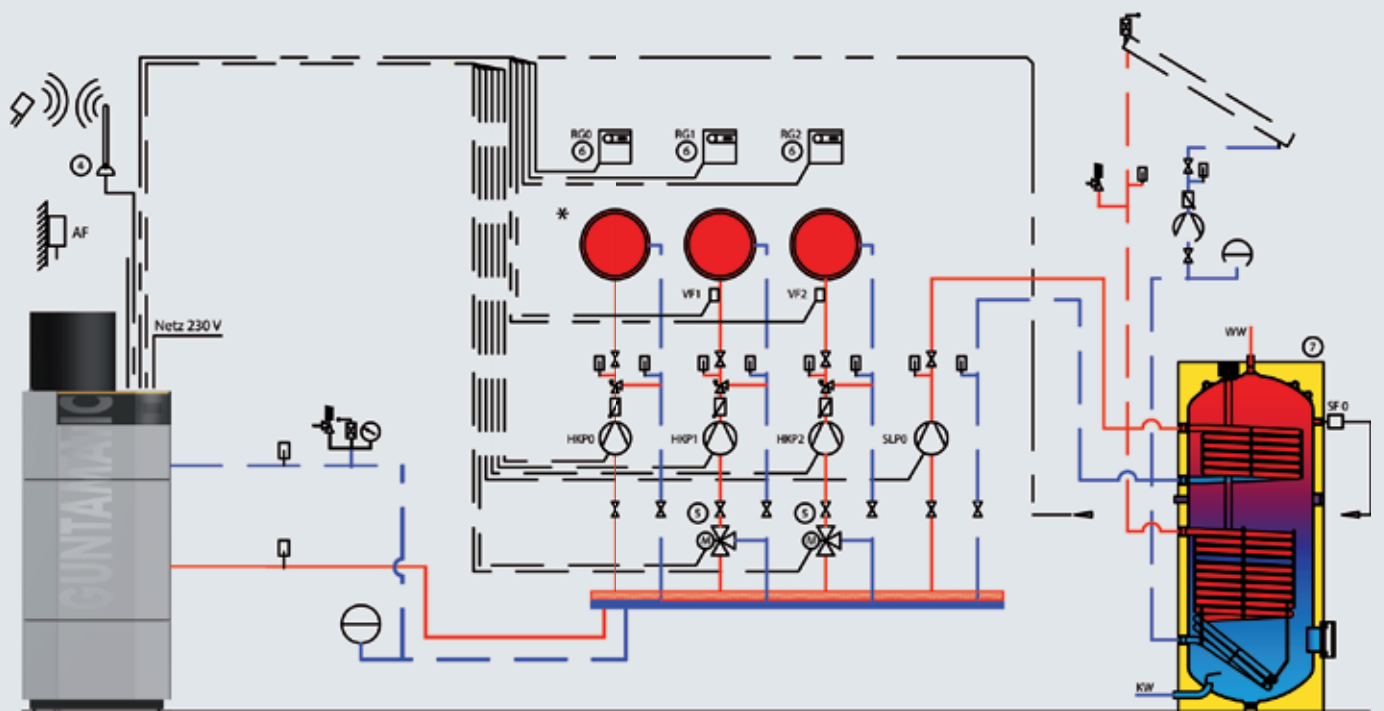 RG0
6
RG1
6
RG2
6
4
*
AF
VF1
VF2
Netz 230 V
WW
7
GUNTAMATIC
SF 0
HKP0
HKP1
HKP2
SLP0
5
5
M
M
KW